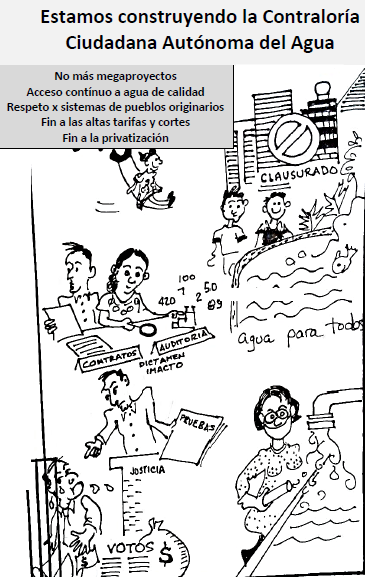 Estamos construyendo la Contraloría
Ciudadana Autónoma del Agua
No más megaproyectos
Acceso contínuo a agua de calidad
Respeto x sistemas de pueblos originarios
Fin a las altas tarifas y cortes
Fin a la privatización
CLAUSURADO
100
420 1 2 50
89
agua para todos
CONTRATOS
AUDITORIA
DICTAMEN
IMACTO
PRUEBAS
JOSTICIA
VOTOS $